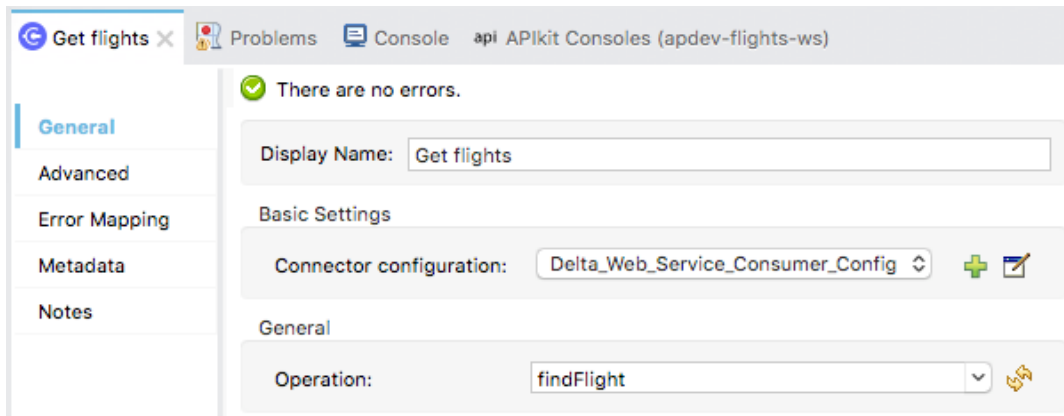 Get flights
Problems
Console
api APIkit Consoles (apdev-flights-ws)
There are no errors.
General
Advanced
Error Mapping
Metadata
Notes
Display Name: Get flights
Basic Settings
Connector configuration: Delta_Web_Service_Consumer_Config
General
Operation: findFlight